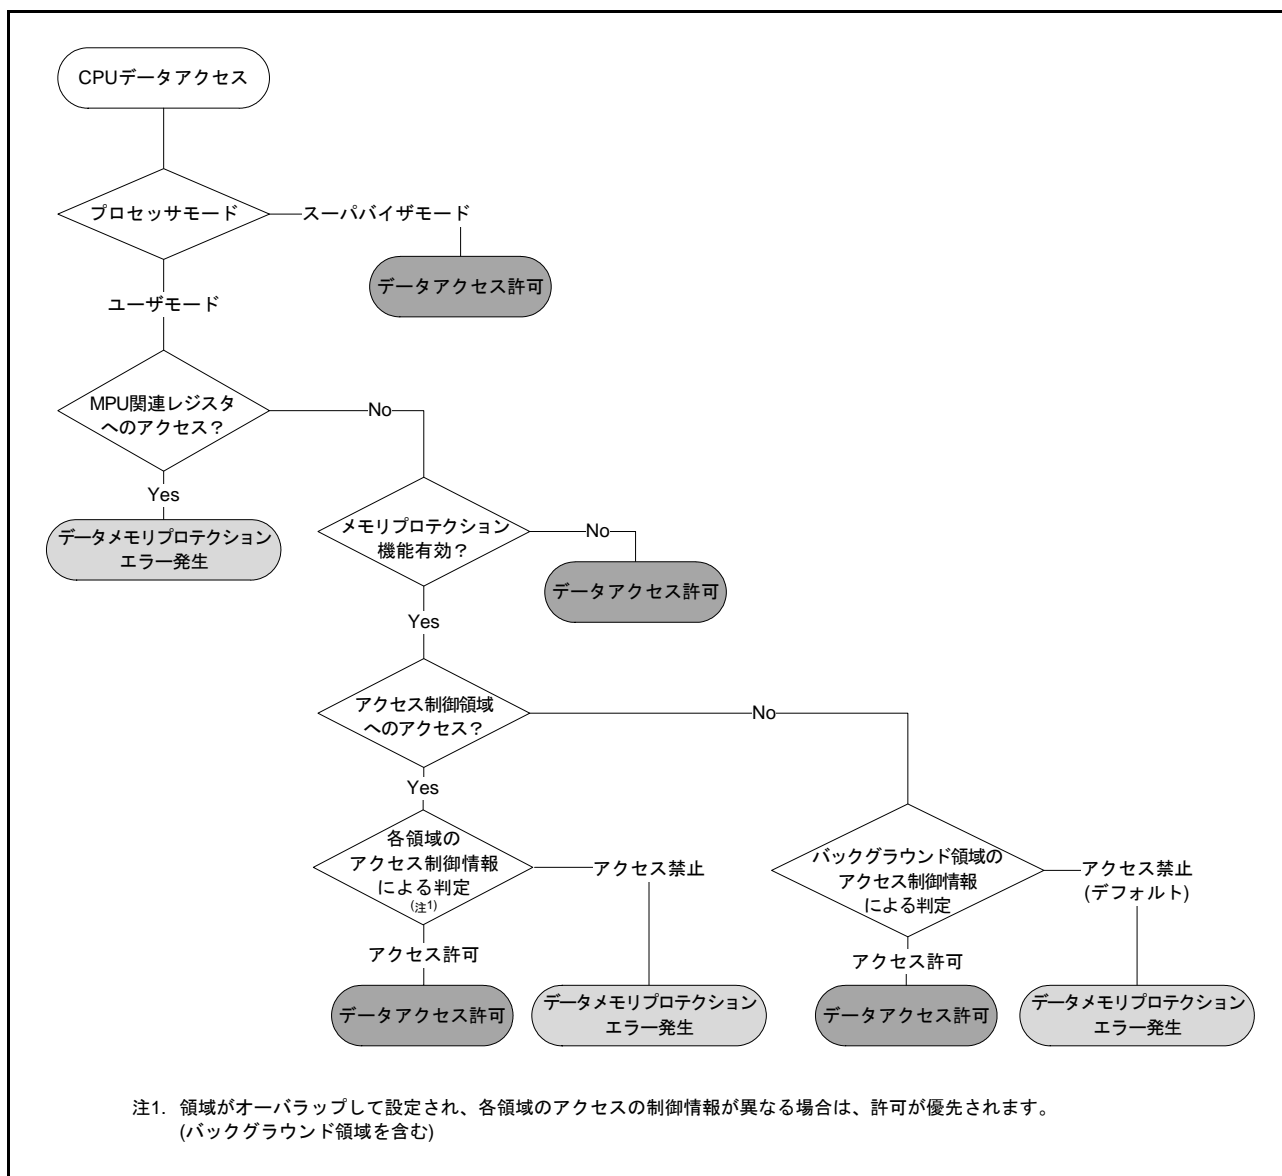 CPUデータアクセス
プロセッサモード
スーパバイザモード
データアクセス許可
ユーザモード
MPU関連レジスタ
へのアクセス？
No
Yes
データメモリプロテクション
エラー発生
メモリプロテクション
機能有効？
No
データアクセス許可
Yes
アクセス制御領域
へのアクセス？
No
Yes
各領域の
アクセス制御情報
による判定
(注1)
アクセス禁止
バックグラウンド領域の
アクセス制御情報
による判定
アクセス禁止
(デフォルト)
アクセス許可
アクセス許可
データアクセス許可
データメモリプロテクション
エラー発生
データアクセス許可
データメモリプロテクション
エラー発生
注1. 領域がオーバラップして設定され、各領域のアクセスの制御情報が異なる場合は、許可が優先されます。
(バックグラウンド領域を含む)